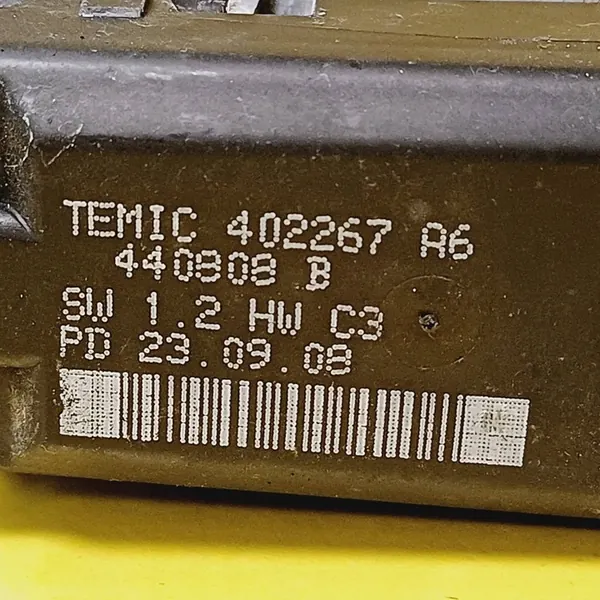 TEMIC 402267 A6
440808 B
SW 1.2 HW C3
PD 23.09.08